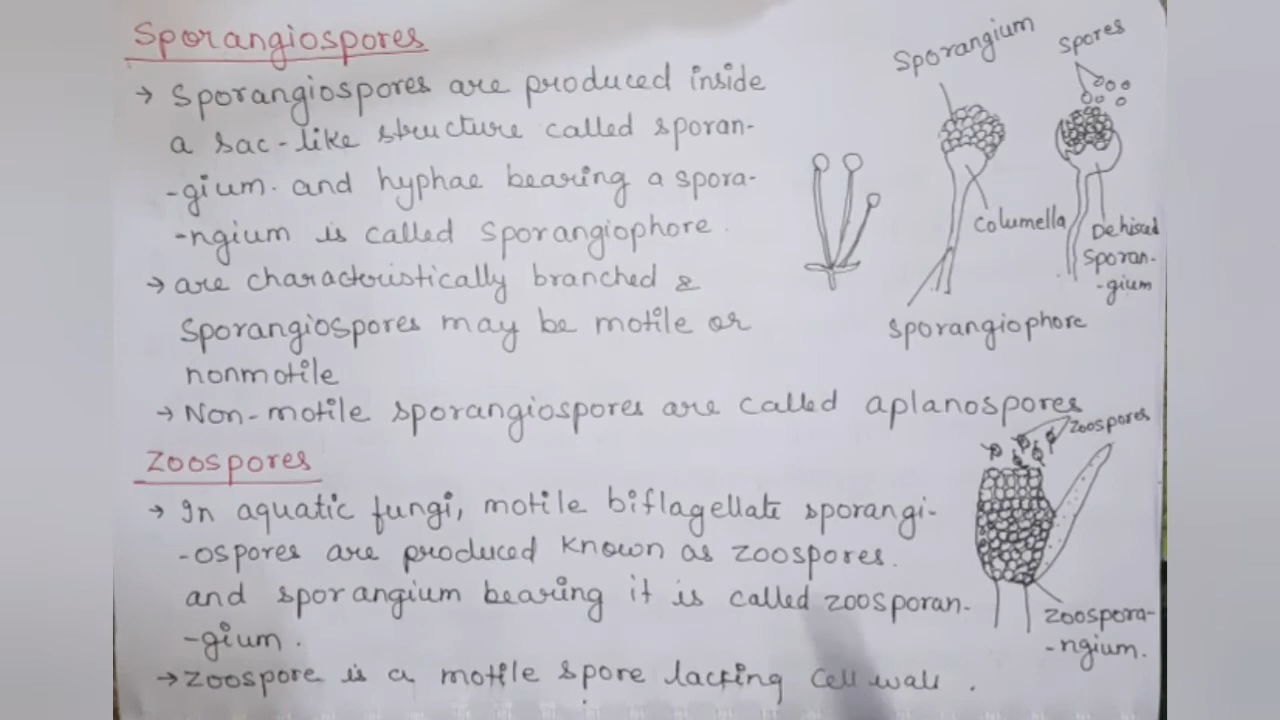 Sporangiospores
→ Sporangiospores are produced inside
a sac-like structure called sporan-
-gium. and hyphae bearing a spora-
-ngium is called Sporangiophore.
→ are characteristically branched &
Sporangiospores may be motile or
nonmotile
→ Non-motile sporangiospores are called aplanospores
Zoospores
→ In aquatic fungi, motile biflagellate sporangi-
-ospores are produced known as zoospores.
and sporangium bearing it is called zoosporan-
-gium.
→ Zoospore is a motile spore lacking cell wall.
Sporangium
Spores
Columella
Dehisced
Sporan-
-gium
Sporangiophore
Zoospores
Zoospora-
-ngium.